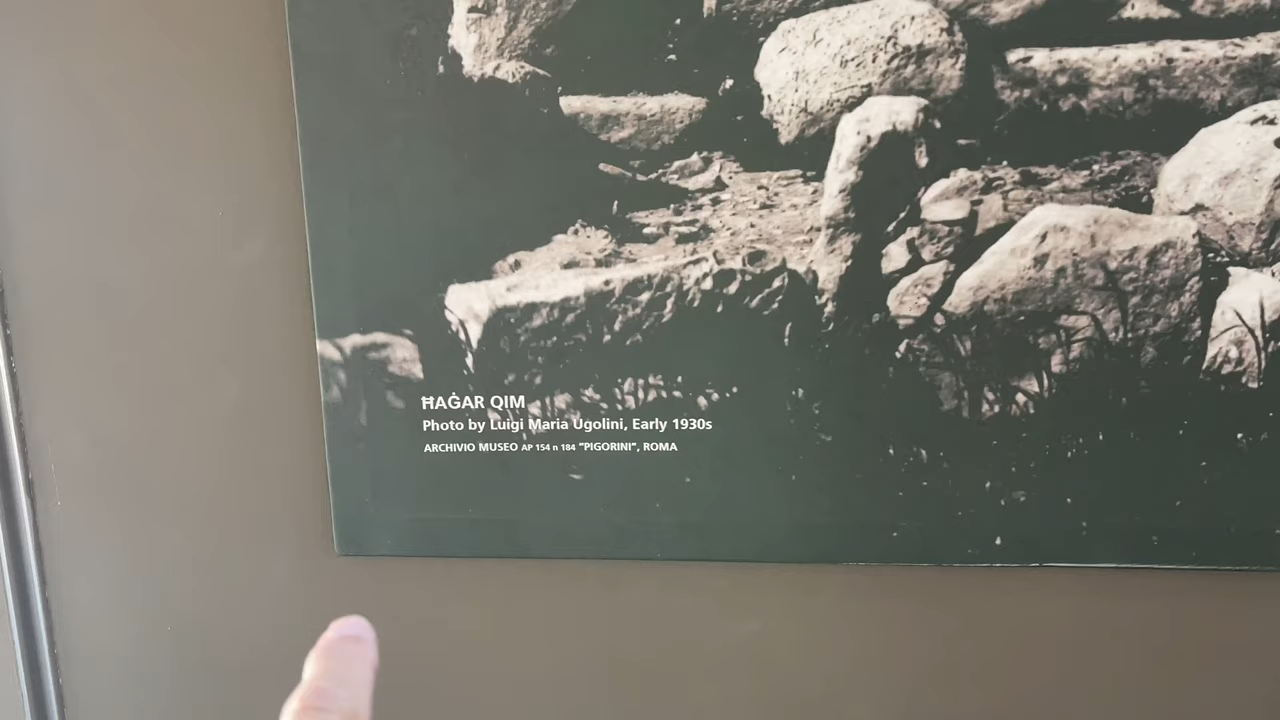 ĦAĠAR QIM
Photo by Luigi Maria Ugolini, Early 1930s
ARCHIVIO MUSEO AP 154 n 184 "PIGORINI", ROMA